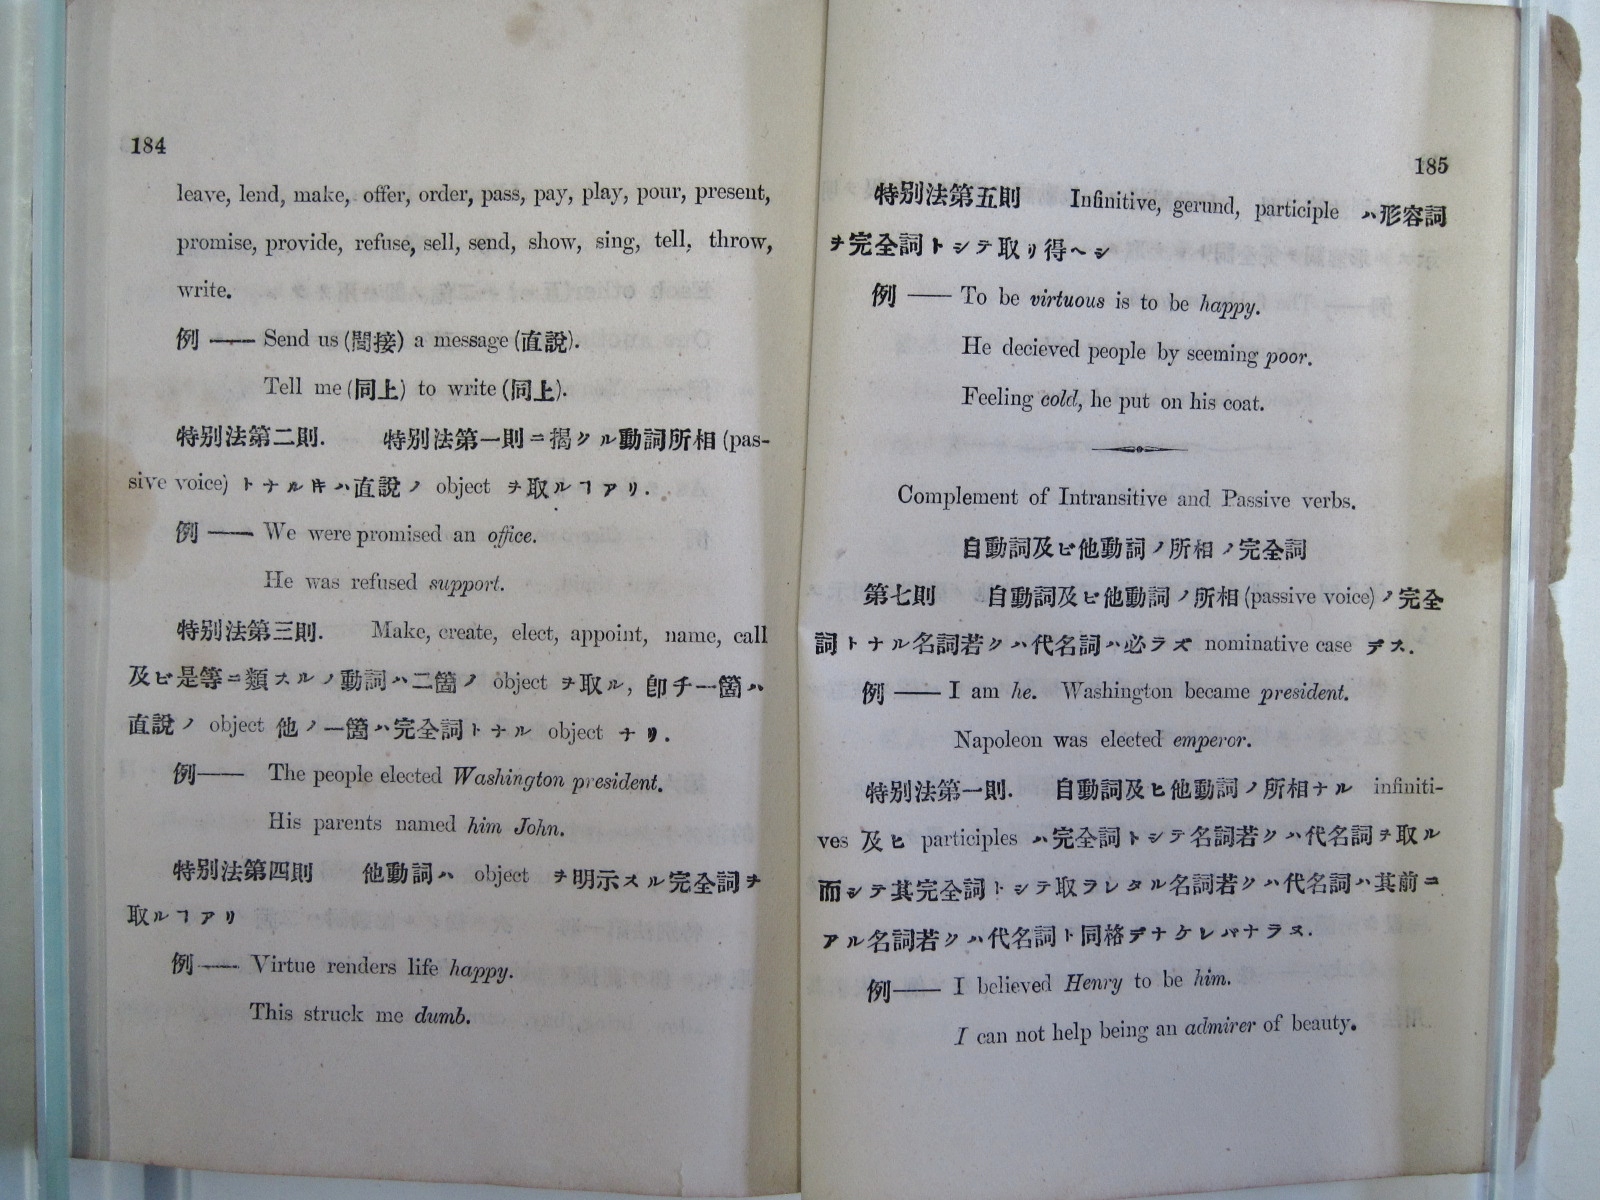 184
leave, lend, make, offer, order, pass, pay, play, pour, present,
promise, provide, refuse, sell, send, show, sing, tell, throw,
write.
例 —— Send us (間接) a message (直說).
Tell me (同上) to write (同上).
特别法第二則. 特别法第一則ニ揭クル動詞所相 (pas-
sive voice) トナルキハ直說ノ object ヲ取ルヿアリ.
例 —— We were promised an office.
He was refused support.
特别法第三則. Make, create, elect, appoint, name, call
及ビ是等ニ類スルノ動詞ハ二箇ノ object ヲ取ル, 卽チ一箇ハ
直說ノ object 他ノ一箇ハ完全詞トナル object ナリ.
例—— The people elected Washington president.
His parents named him John.
特别法第四則 他動詞ハ object ヲ明示スル完全詞ヲ
取ルヿアリ
例 —— Virtue renders life happy.
This struck me dumb.
185
特别法第五則 Infinitive, gerund, participle ハ形容詞
ヲ完全詞トシテ取リ得ヘシ
例 —— To be virtuous is to be happy.
He decieved people by seeming poor.
Feeling cold, he put on his coat.
Complement of Intransitive and Passive verbs.
自動詞及ビ他動詞ノ所相ノ完全詞
第七則 自動詞及ビ他動詞ノ所相 (passive voice) ノ完全
詞トナル名詞若クハ代名詞ハ必ラズ nominative case デス.
例 —— I am he. Washington became president.
Napoleon was elected emperor.
特别法第一則. 自動詞及ヒ他動詞ノ所相ナル infiniti-
ves 及ヒ participles ハ完全詞トシテ名詞若クハ代名詞ヲ取ル
而シテ其完全詞トシテ取ラレタル名詞若クハ代名詞ハ其前ニ
アル名詞若クハ代名詞ト同格デナケレバナラヌ.
例—— I believed Henry to be him.
I can not help being an admirer of beauty.